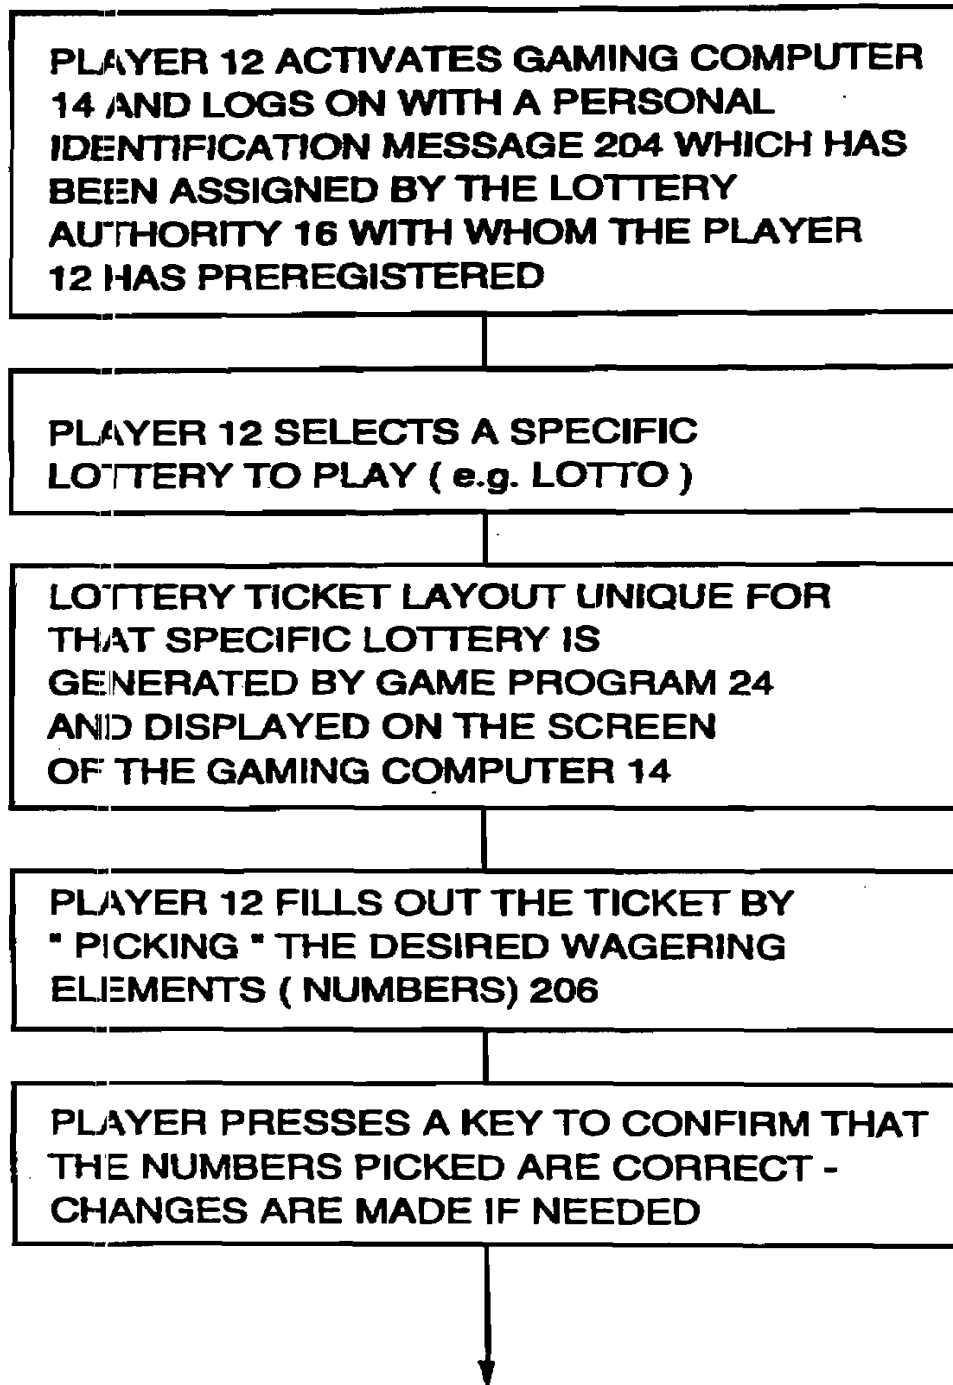 PLAYER 12 ACTIVATES GAMING COMPUTER
14 AND LOGS ON WITH A PERSONAL
IDENTIFICATION MESSAGE 204 WHICH HAS
BEEN ASSIGNED BY THE LOTTERY
AUTHORITY 16 WITH WHOM THE PLAYER
12 HAS PREREGISTERED
PLAYER 12 SELECTS A SPECIFIC
LOTTERY TO PLAY ( e.g. LOTTO )
LOTTERY TICKET LAYOUT UNIQUE FOR
THAT SPECIFIC LOTTERY IS
GENERATED BY GAME PROGRAM 24
AND DISPLAYED ON THE SCREEN
OF THE GAMING COMPUTER 14
PLAYER 12 FILLS OUT THE TICKET BY
" PICKING " THE DESIRED WAGERING
ELEMENTS ( NUMBERS) 206
PLAYER PRESSES A KEY TO CONFIRM THAT
THE NUMBERS PICKED ARE CORRECT -
CHANGES ARE MADE IF NEEDED